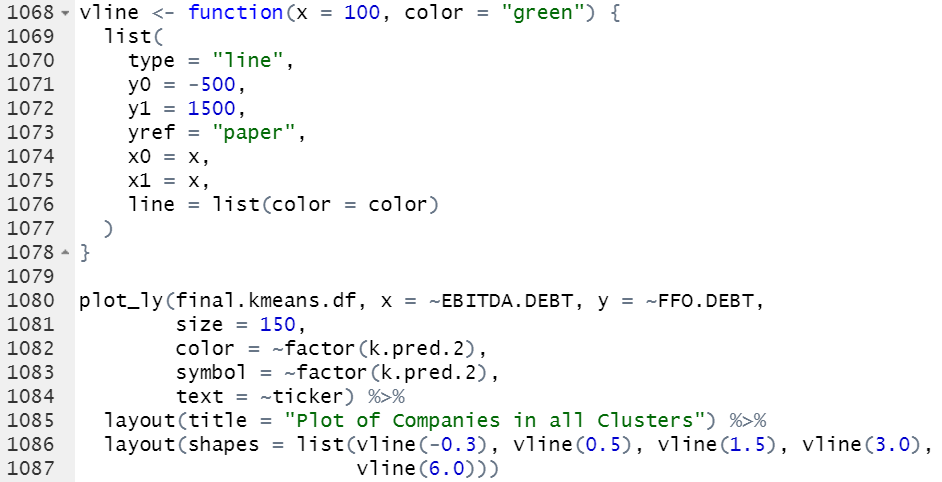 1068 vline <- function(x = 100, color = "green") {
1069   list(
1070     type = "line",
1071     y0 = -500,
1072     y1 = 1500,
1073     yref = "paper",
1074     x0 = x,
1075     x1 = x,
1076     line = list(color = color)
1077   )
1078 }
1079
1080 plot_ly(final.kmeans.df, x = ~EBITDA.DEBT, y = ~FFO.DEBT,
1081         size = 150,
1082         color = ~factor(k.pred.2),
1083         symbol = ~factor(k.pred.2),
1084         text = ~ticker) %>%
1085   layout(title = "Plot of Companies in all Clusters") %>%
1086   layout(shapes = list(vline(-0.3), vline(0.5), vline(1.5), vline(3.0),
1087                        vline(6.0)))